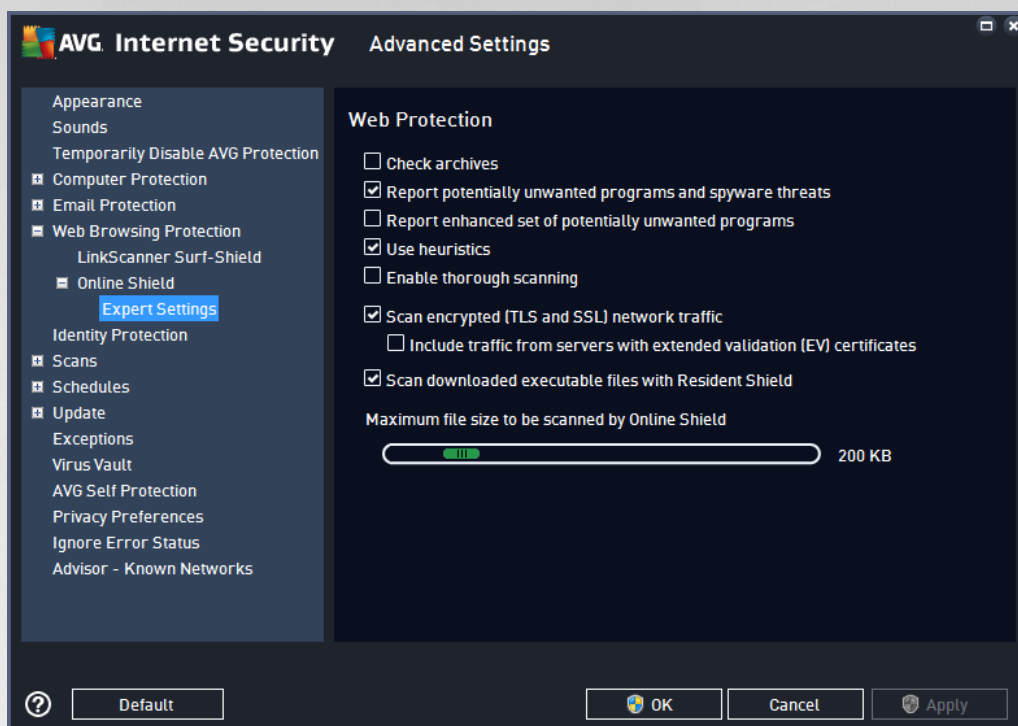 AVG. Internet Security Advanced Settings
Appearance
Sounds
Temporarily Disable AVG Protection
Computer Protection
Email Protection
Web Browsing Protection
LinkScanner Surf-Shield
Online Shield
Expert Settings
Identity Protection
Scans
Schedules
Update
Exceptions
Virus Vault
AVG Self Protection
Privacy Preferences
Ignore Error Status
Advisor - Known Networks
Web Protection
Check archives
Report potentially unwanted programs and spyware threats
Report enhanced set of potentially unwanted programs
Use heuristics
Enable thorough scanning
Scan encrypted (TLS and SSL) network traffic
Include traffic from servers with extended validation (EV) certificates
Scan downloaded executable files with Resident Shield
Maximum file size to be scanned by Online Shield
200 KB
? Default OK Cancel Apply